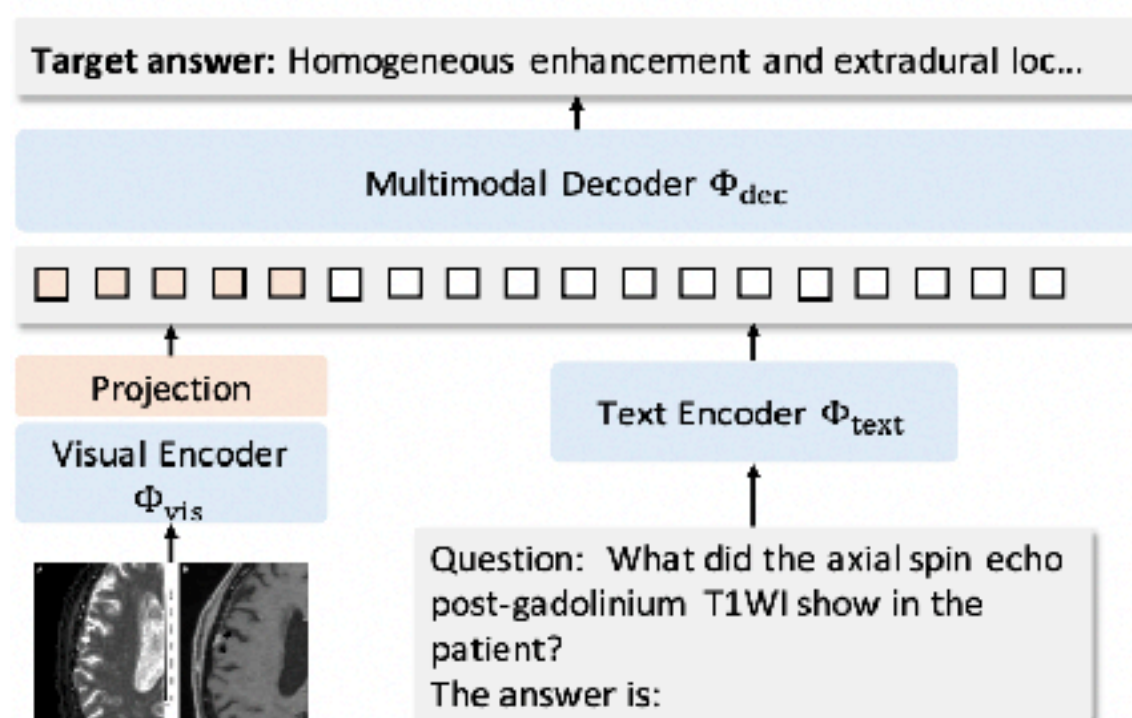 Target answer: Homogeneous enhancement and extradural loc...
Multimodal Decoder Φdec
Projection
Text Encoder Φtext
Visual Encoder
Φvis
Question: What did the axial spin echo
post-gadolinium T1WI show in the
patient?
The answer is: